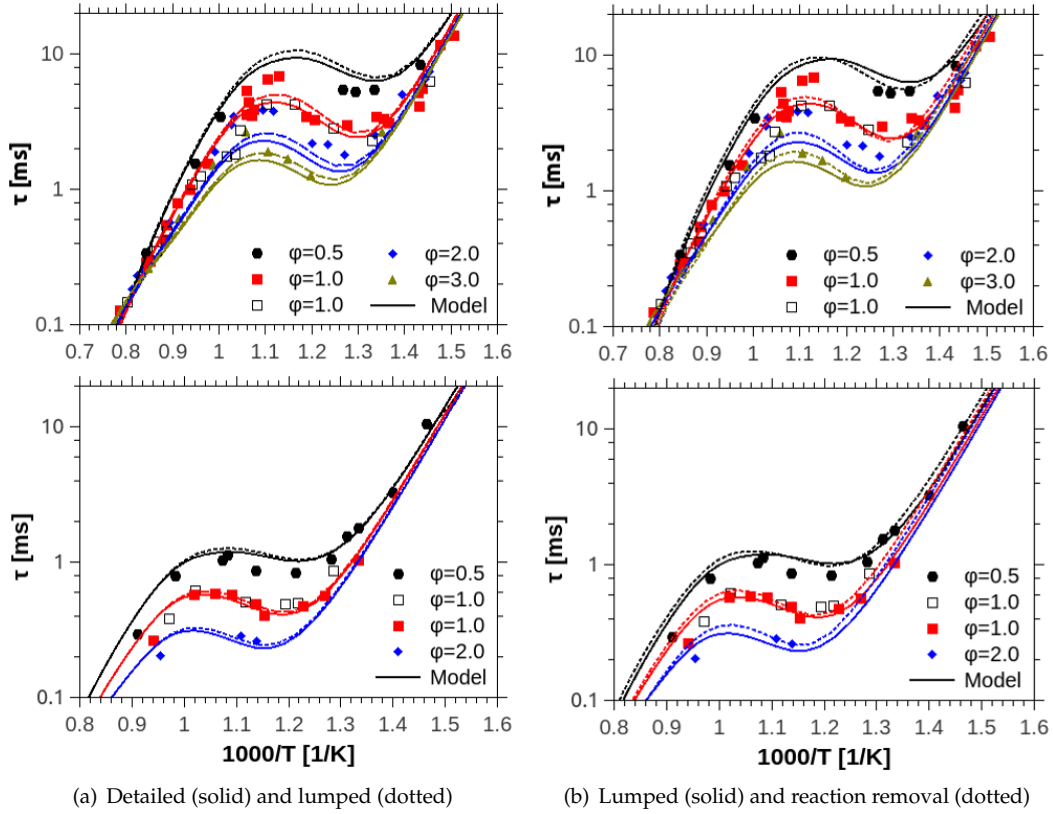 10
1
0.1
τ [ms]
φ=0.5
φ=1.0
φ=1.0
φ=2.0
φ=3.0
Model
0.7 0.8 0.9 1 1.1 1.2 1.3 1.4 1.5 1.6
10
1
0.1
τ [ms]
φ=0.5
φ=1.0
φ=1.0
φ=2.0
φ=3.0
Model
0.7 0.8 0.9 1 1.1 1.2 1.3 1.4 1.5 1.6
10
1
0.1
τ [ms]
φ=0.5
φ=1.0
φ=1.0
φ=2.0
Model
0.8 0.9 1 1.1 1.2 1.3 1.4 1.5 1.6
1000/T [1/K]
10
1
0.1
τ [ms]
φ=0.5
φ=1.0
φ=1.0
φ=2.0
Model
0.8 0.9 1 1.1 1.2 1.3 1.4 1.5 1.6
1000/T [1/K]
(a) Detailed (solid) and lumped (dotted)
(b) Lumped (solid) and reaction removal (dotted)